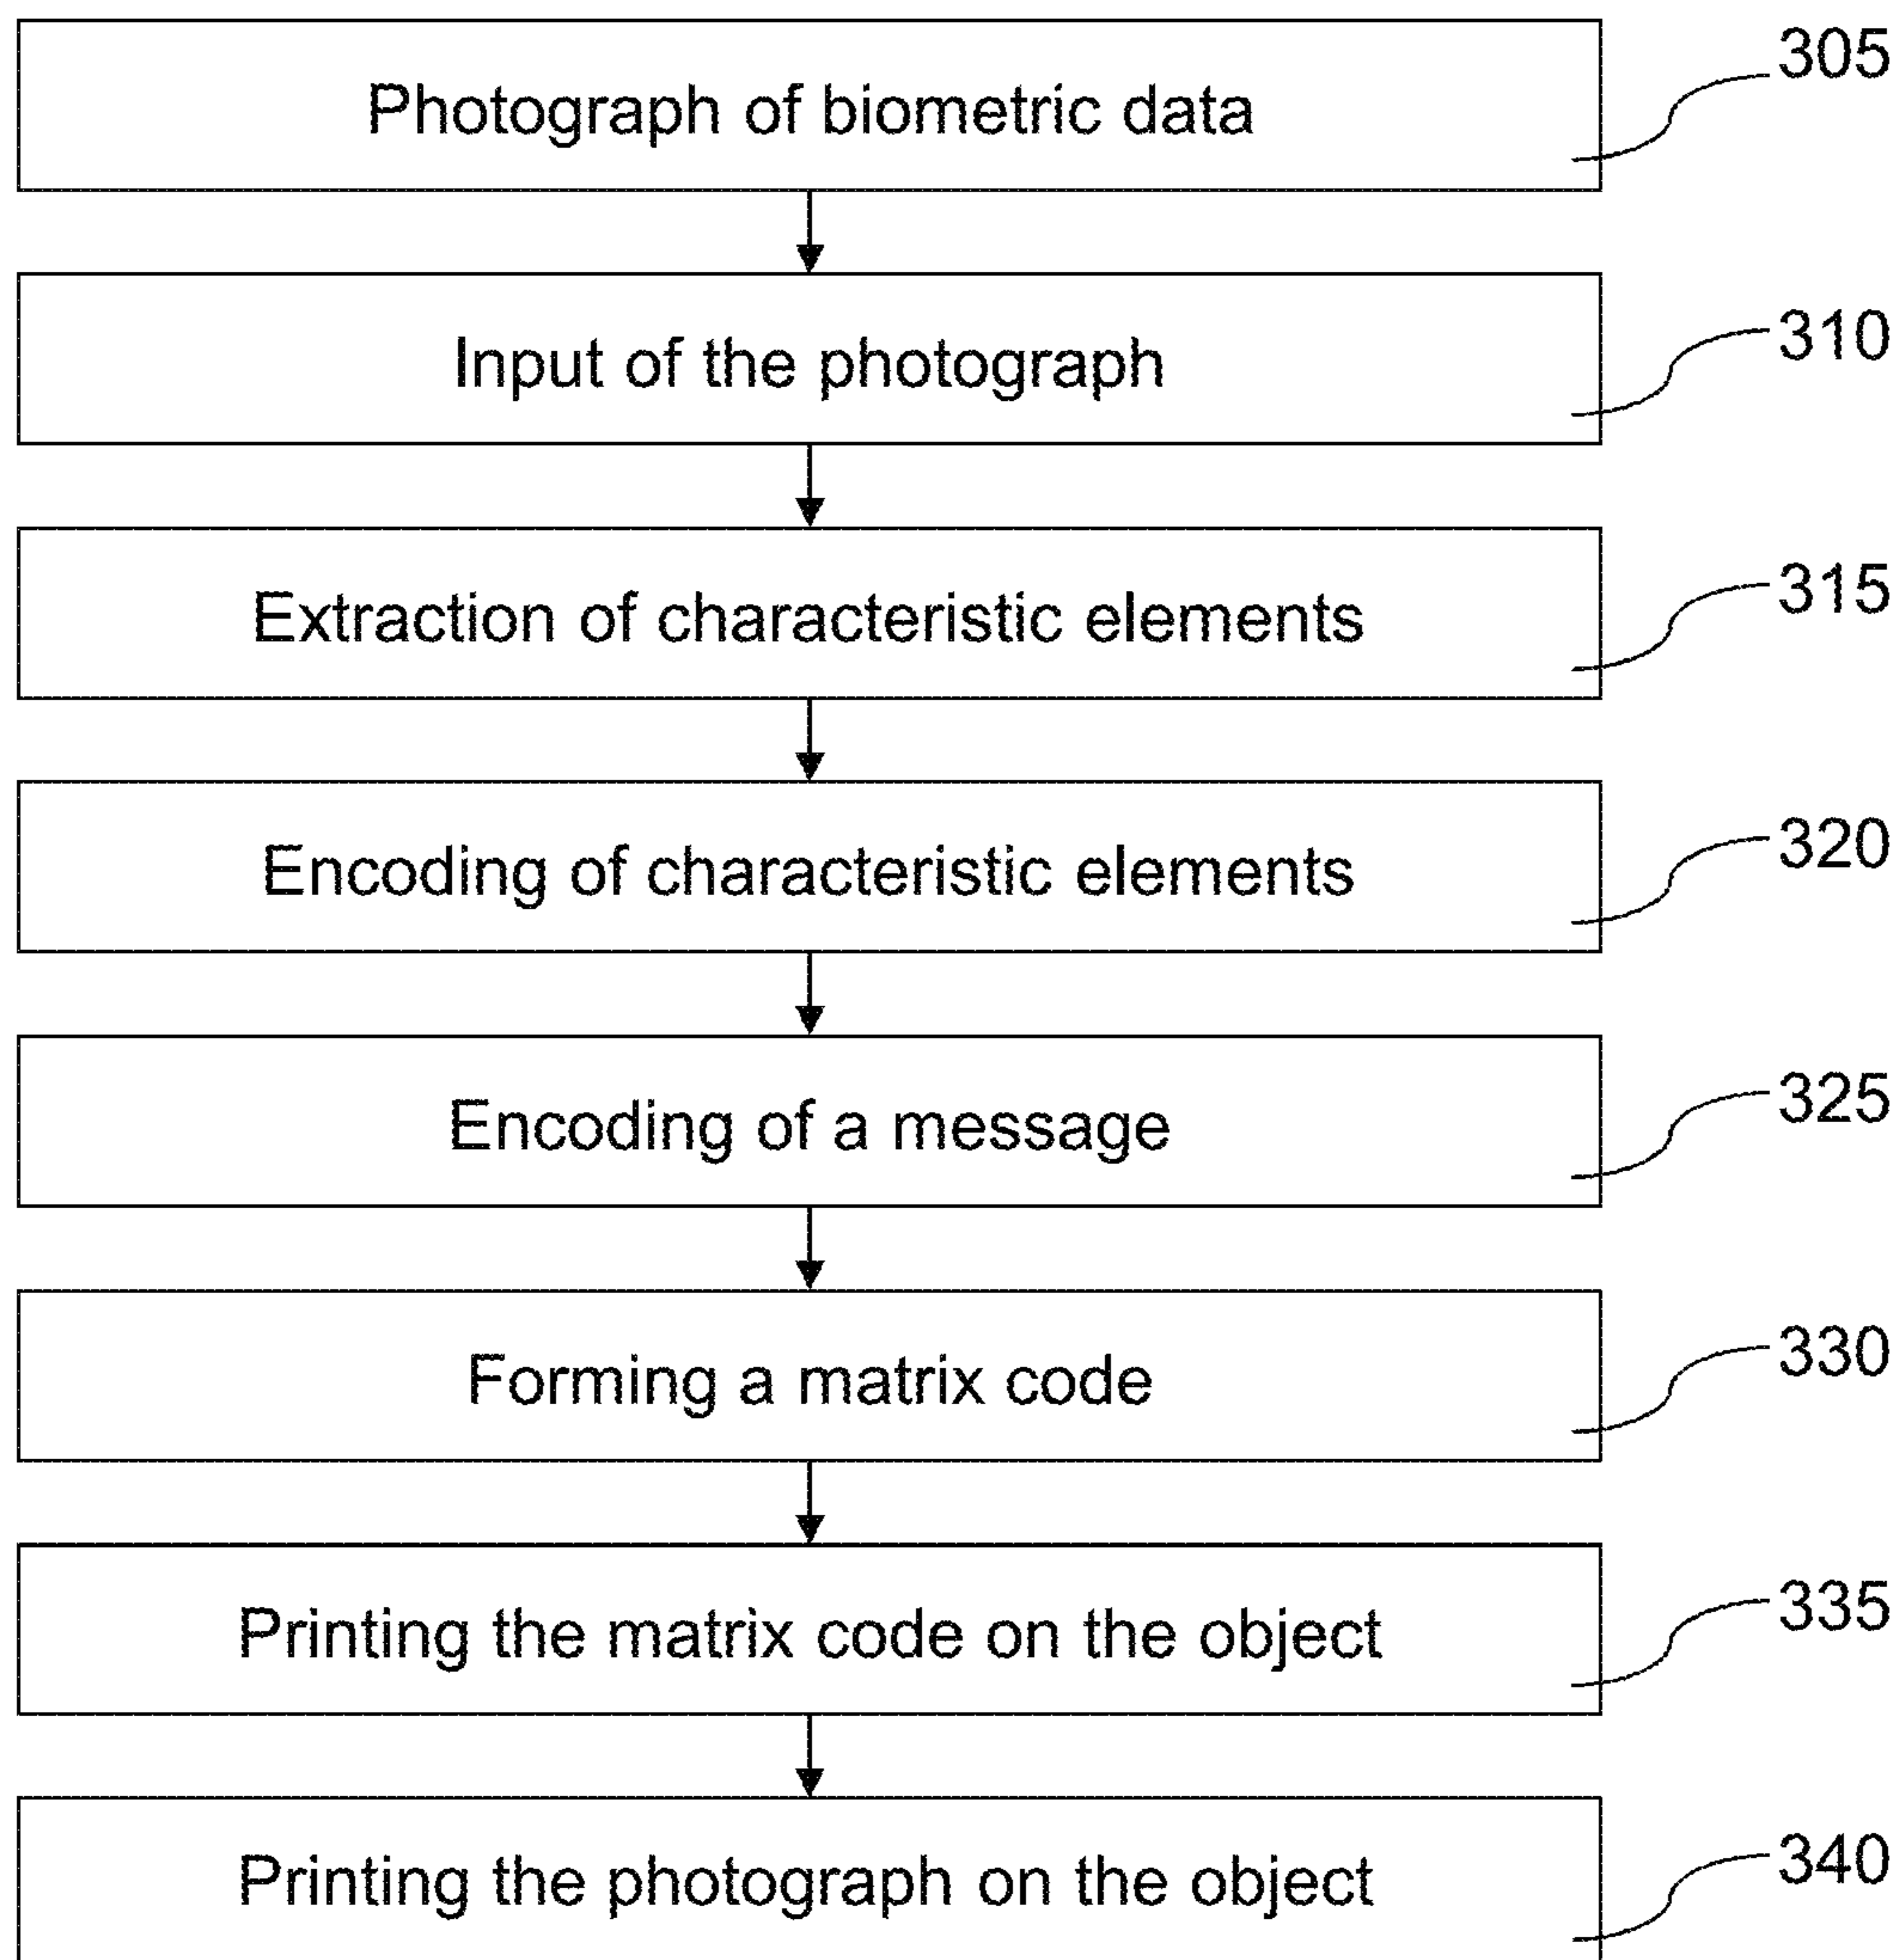 Photograph of biometric data
305
Input of the photograph
310
Extraction of characteristic elements
315
Encoding of characteristic elements
320
Encoding of a message
325
Forming a matrix code
330
Printing the matrix code on the object
335
Printing the photograph on the object
340